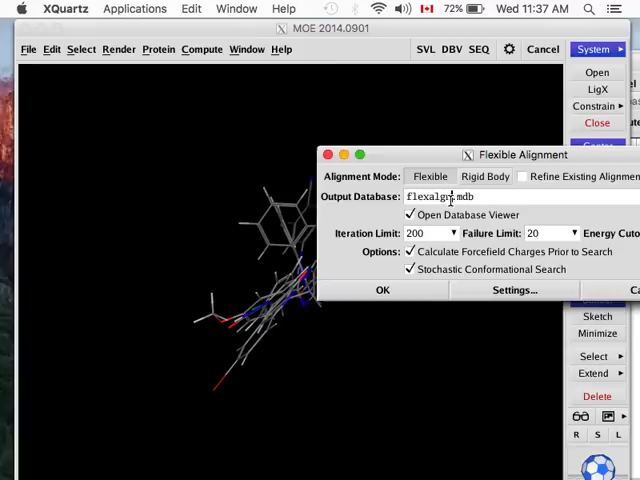 XQuartz Applications Edit Window Help 72% Wed 11:37 AM
MOE 2014.0901
File Edit Select Render Protein Compute Window Help SVL DBV SEQ Cancel System
Open
LigX
Constrain
Close
Flexible Alignment
Alignment Mode: Flexible Rigid Body Refine Existing Alignmen
Output Database: flexalgn.mdb
Open Database Viewer
Iteration Limit: 200 Failure Limit: 20 Energy Cuto
Options: Calculate Forcefield Charges Prior to Search
Stochastic Conformational Search
OK Settings... Ca
Sketch
Minimize
Select
Extend
Delete
R S L